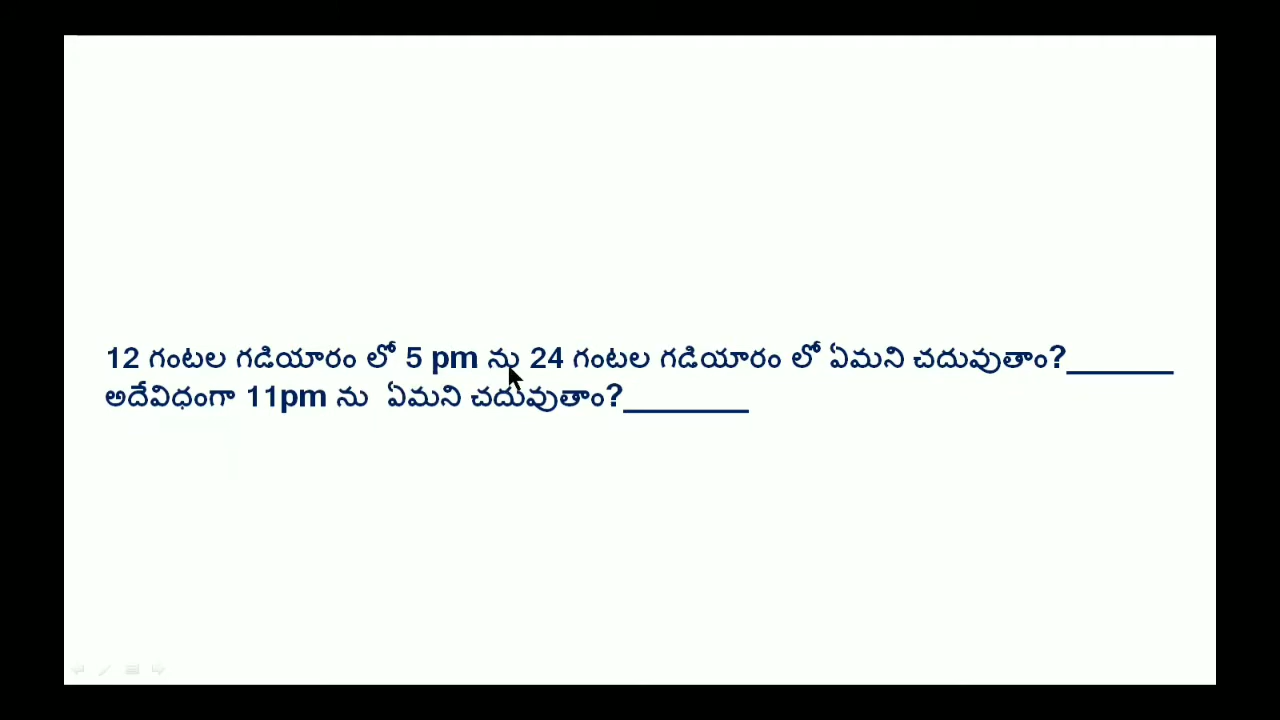 12 గంటల గడియారం లో 5 pm ను 24 గంటల గడియారం లో ఏమని చదువుతాం?_______
అదేవిధంగా 11pm ను ఏమని చదువుతాం?________